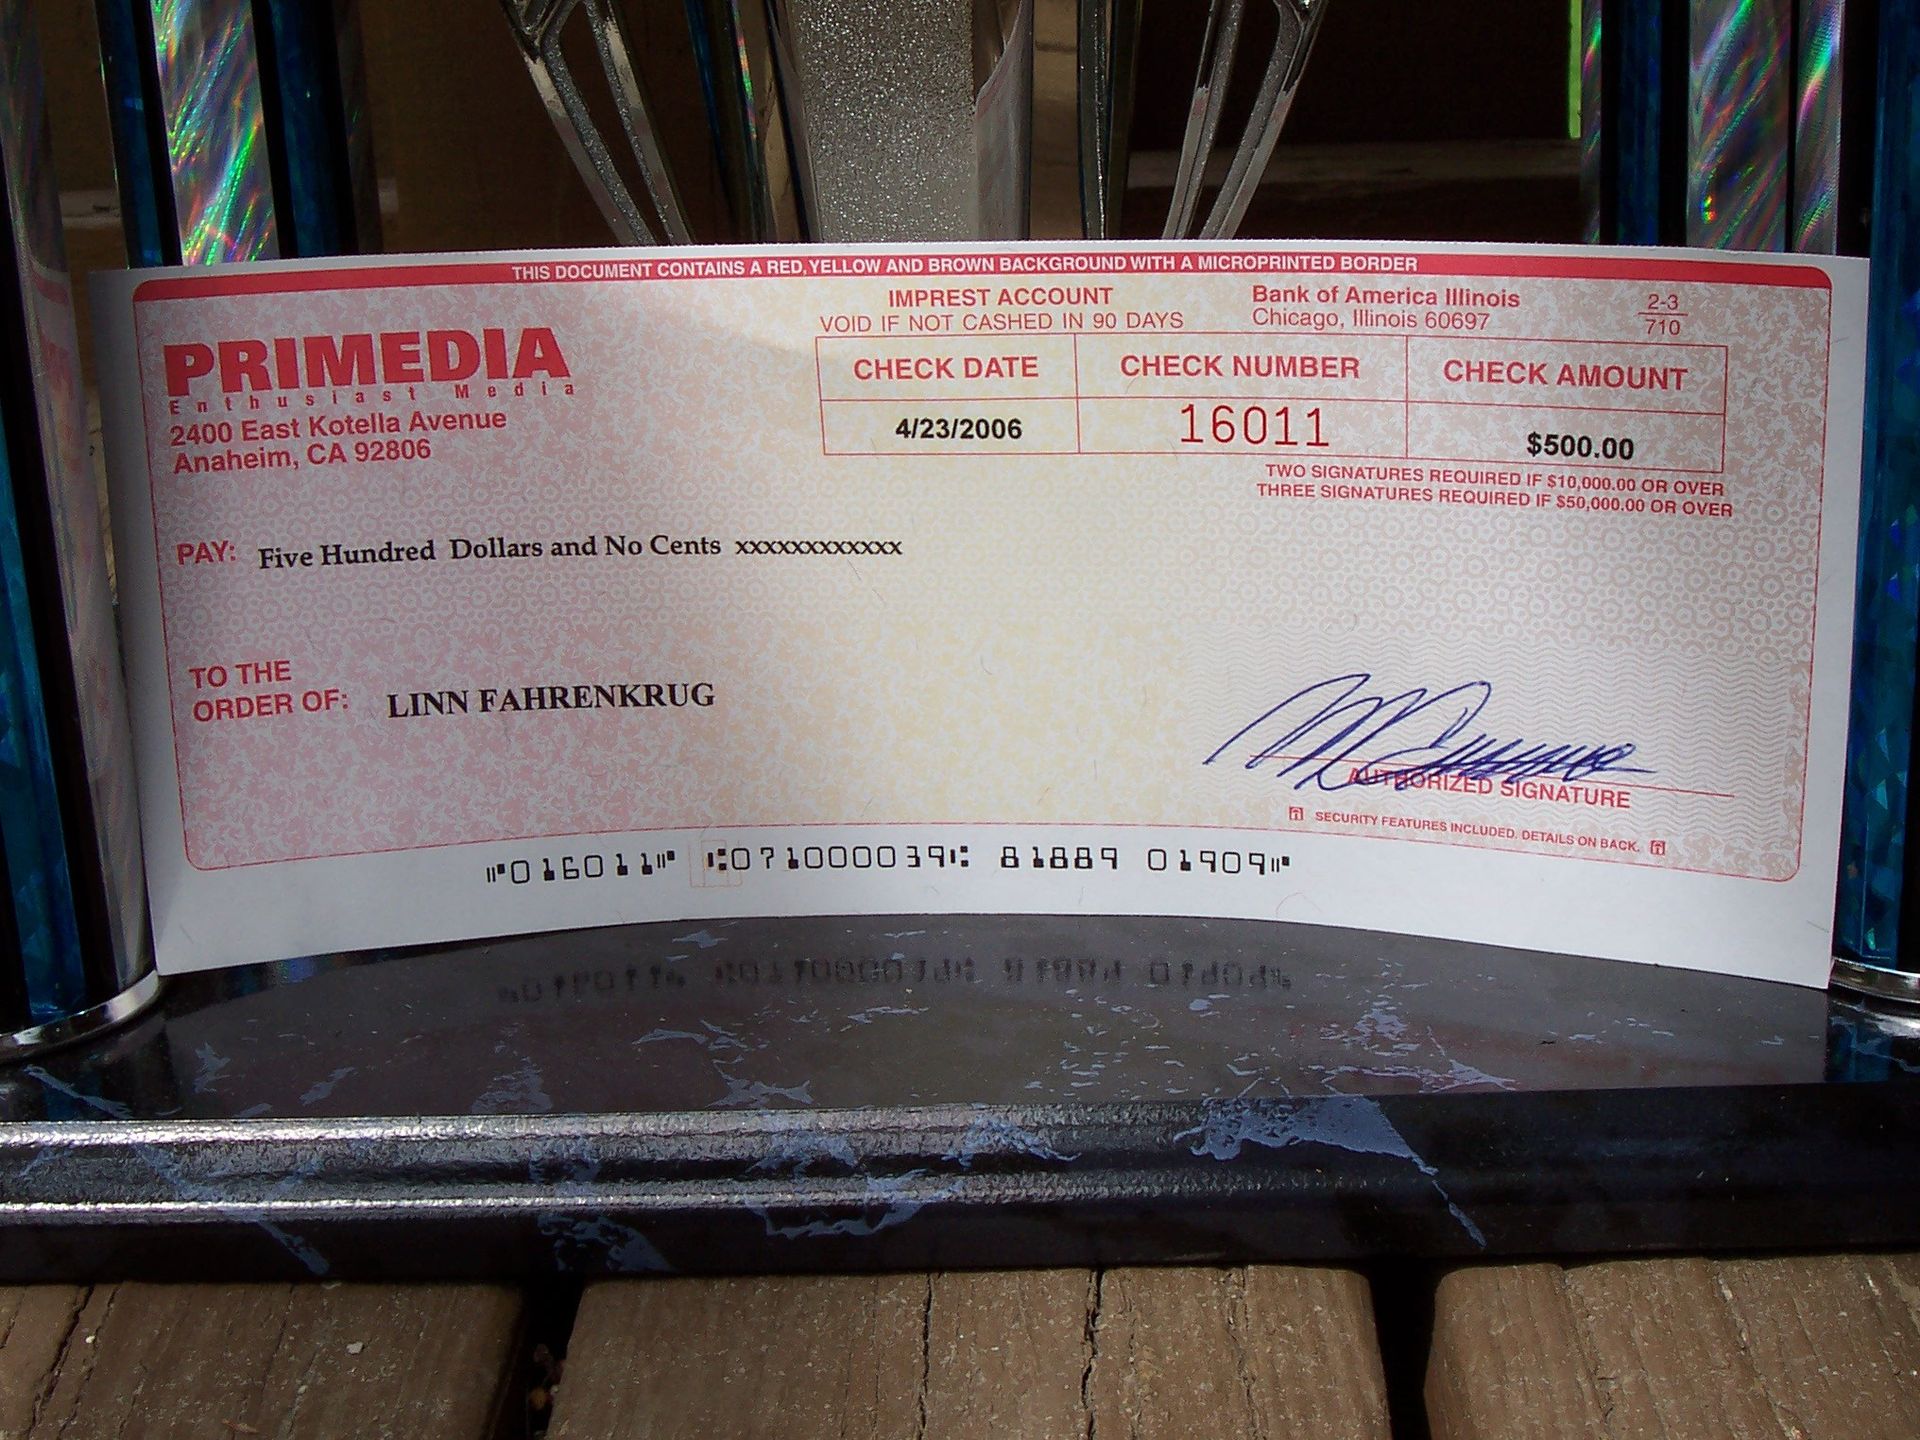 THIS DOCUMENT CONTAINS A RED, YELLOW AND BROWN BACKGROUND WITH A MICROPRINTED BORDER
PRIMEDIA
Enthusiast Media
2400 East Kotella Avenue
Anaheim, CA 92806
IMPREST ACCOUNT
VOID IF NOT CASHED IN 90 DAYS
Bank of America Illinois
Chicago, Illinois 60697
2-3
710
CHECK DATE CHECK NUMBER CHECK AMOUNT
4/23/2006 16011 $500.00
TWO SIGNATURES REQUIRED IF $10,000.00 OR OVER
THREE SIGNATURES REQUIRED IF $50,000.00 OR OVER
PAY: Five Hundred Dollars and No Cents xxxxxxxxxxxx
TO THE
ORDER OF: LINN FAHRENKRUG
AUTHORIZED SIGNATURE
SECURITY FEATURES INCLUDED. DETAILS ON BACK.
⑈016011⑈ ⑆071000039⑆ 81889 01909⑈